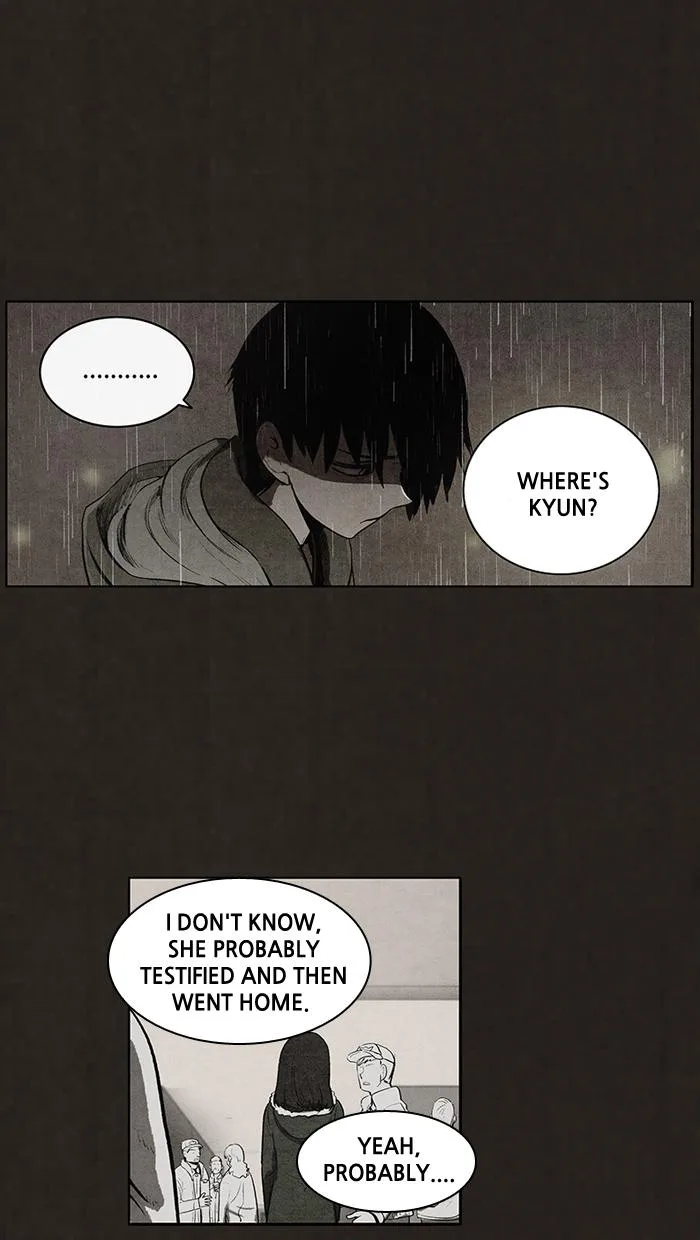 ...........
WHERE'S
KYUN?
I DON'T KNOW,
SHE PROBABLY
TESTIFIED AND THEN
WENT HOME.
YEAH,
PROBABLY....